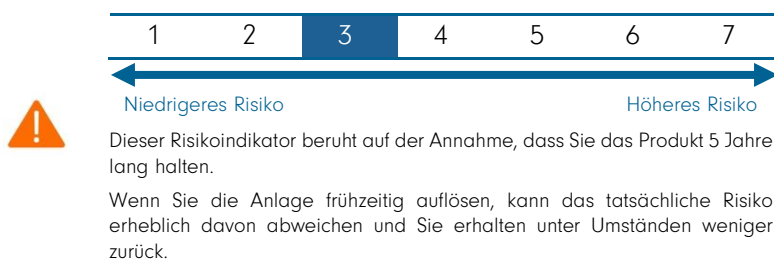 1 2 3 4 5 6 7
Niedrigeres Risiko Höheres Risiko
Dieser Risikoindikator beruht auf der Annahme, dass Sie das Produkt 5 Jahre
lang halten.
Wenn Sie die Anlage frühzeitig auflösen, kann das tatsächliche Risiko
erheblich davon abweichen und Sie erhalten unter Umständen weniger
zurück.